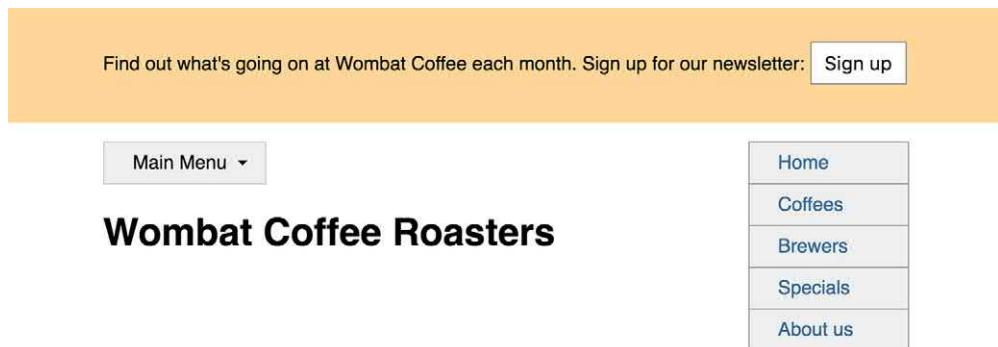 Find out what's going on at Wombat Coffee each month. Sign up for our newsletter: Sign up
Main Menu
Wombat Coffee Roasters
Home
Coffees
Brewers
Specials
About us